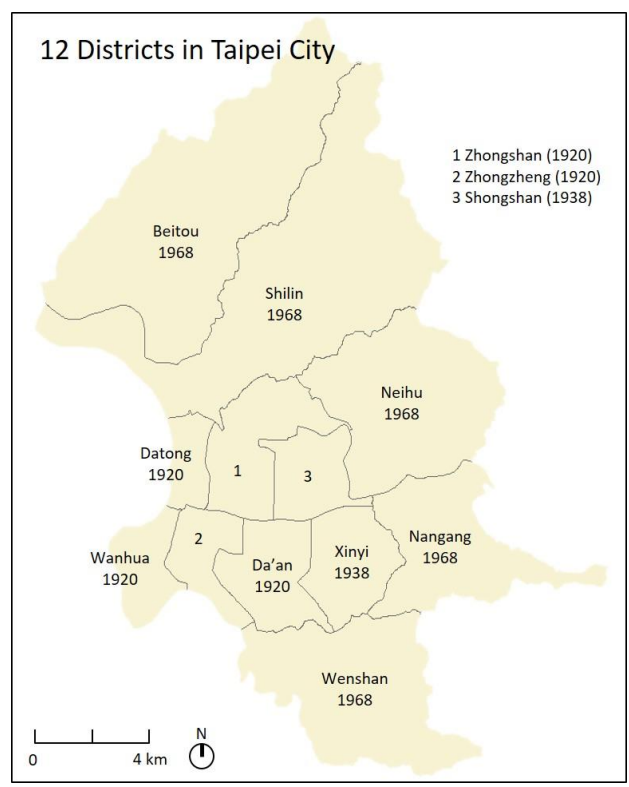 12 Districts in Taipei City
1 Zhongshan (1920)
2 Zhongzheng (1920)
3 Shongshan (1938)
Beitou
1968
Shilin
1968
Neihu
1968
Datong
1920
1
3
2
Wanhua
1920
Da’an
1920
Xinyi
1938
Nangang
1968
Wenshan
1968
N
0
4 km